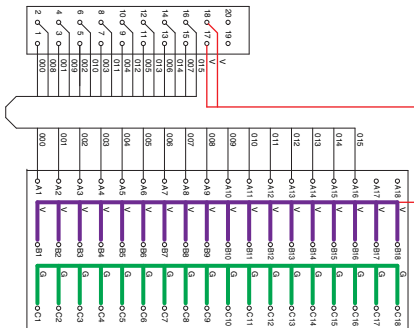 2 4 6 8 10 12 14 16 18 20
1 3 5 7 9 11 13 15 17 19
000 008 001 009 002 010 003 011 004 012 005 013 006 014 007 015 V V
000 001 002 003 004 005 006 007 008 009 010 011 012 013 014 015
A1 A2 A3 A4 A5 A6 A7 A8 A9 A10 A11 A12 A13 A14 A15 A16 A17 A18
V V V V V V V V V V V V V V V V V V
B1 B2 B3 B4 B5 B6 B7 B8 B9 B10 B11 B12 B13 B14 B15 B16 B17 B18
G G G G G G G G G G G G G G G G G G
C1 C2 C3 C4 C5 C6 C7 C8 C9 C10 C11 C12 C13 C14 C15 C16 C17 C18